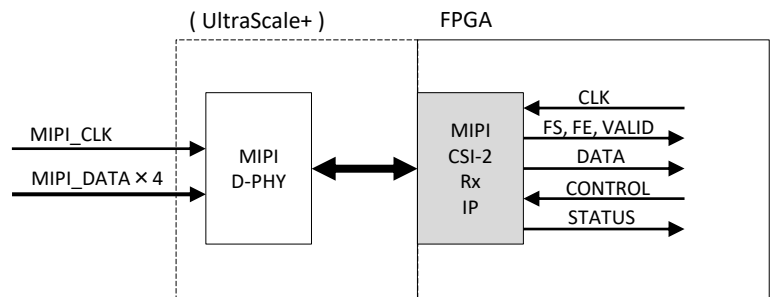 ( UltraScale+ )
FPGA
MIPI_CLK
MIPI_DATA × 4
MIPI
D-PHY
MIPI
CSI-2
Rx
IP
CLK
FS, FE, VALID
DATA
CONTROL
STATUS